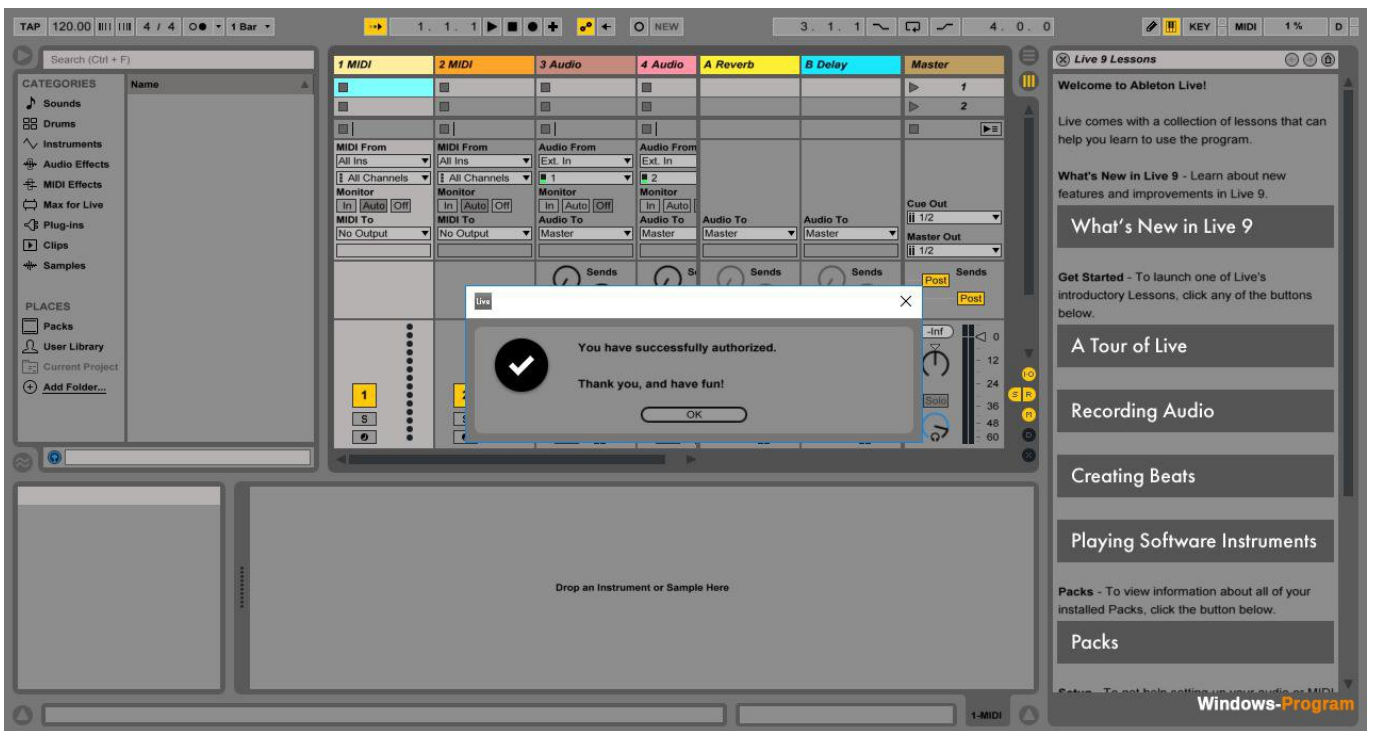 TAP 120.00 4 / 4 1 Bar 1. 1. 1 NEW 3. 1. 1 4. 0. 0 KEY MIDI 1 % D
Search (Ctrl + F)
CATEGORIES
Sounds
Drums
Instruments
Audio Effects
MIDI Effects
Max for Live
Plug-ins
Clips
Samples
PLACES
Packs
User Library
Current Project
Add Folder...
Name
1 MIDI 2 MIDI 3 Audio 4 Audio A Reverb B Delay Master
1
2
MIDI From MIDI From Audio From Audio From
All Ins All Ins Ext. In Ext. In
All Channels All Channels 1 2
Monitor Monitor Monitor Monitor
In Auto Off In Auto Off In Auto Off In Auto Cue Out
1/2
MIDI To MIDI To Audio To Audio To Audio To Audio To
No Output No Output Master Master Master Master Master Out
1/2
Sends Sends Sends Sends
Post
Post
Live
You have successfully authorized.
Thank you, and have fun!
OK
-Inf 0
12
24
Solo 36
48
60
1
S
S R
D
Drop an Instrument or Sample Here
1-MIDI
Live 9 Lessons
Welcome to Ableton Live!
Live comes with a collection of lessons that can
help you learn to use the program.
What's New in Live 9 - Learn about new
features and improvements in Live 9.
What's New in Live 9
Get Started - To launch one of Live's
introductory Lessons, click any of the buttons
below.
A Tour of Live
Recording Audio
Creating Beats
Playing Software Instruments
Packs - To view information about all of your
installed Packs, click the button below.
Packs
Windows-Program